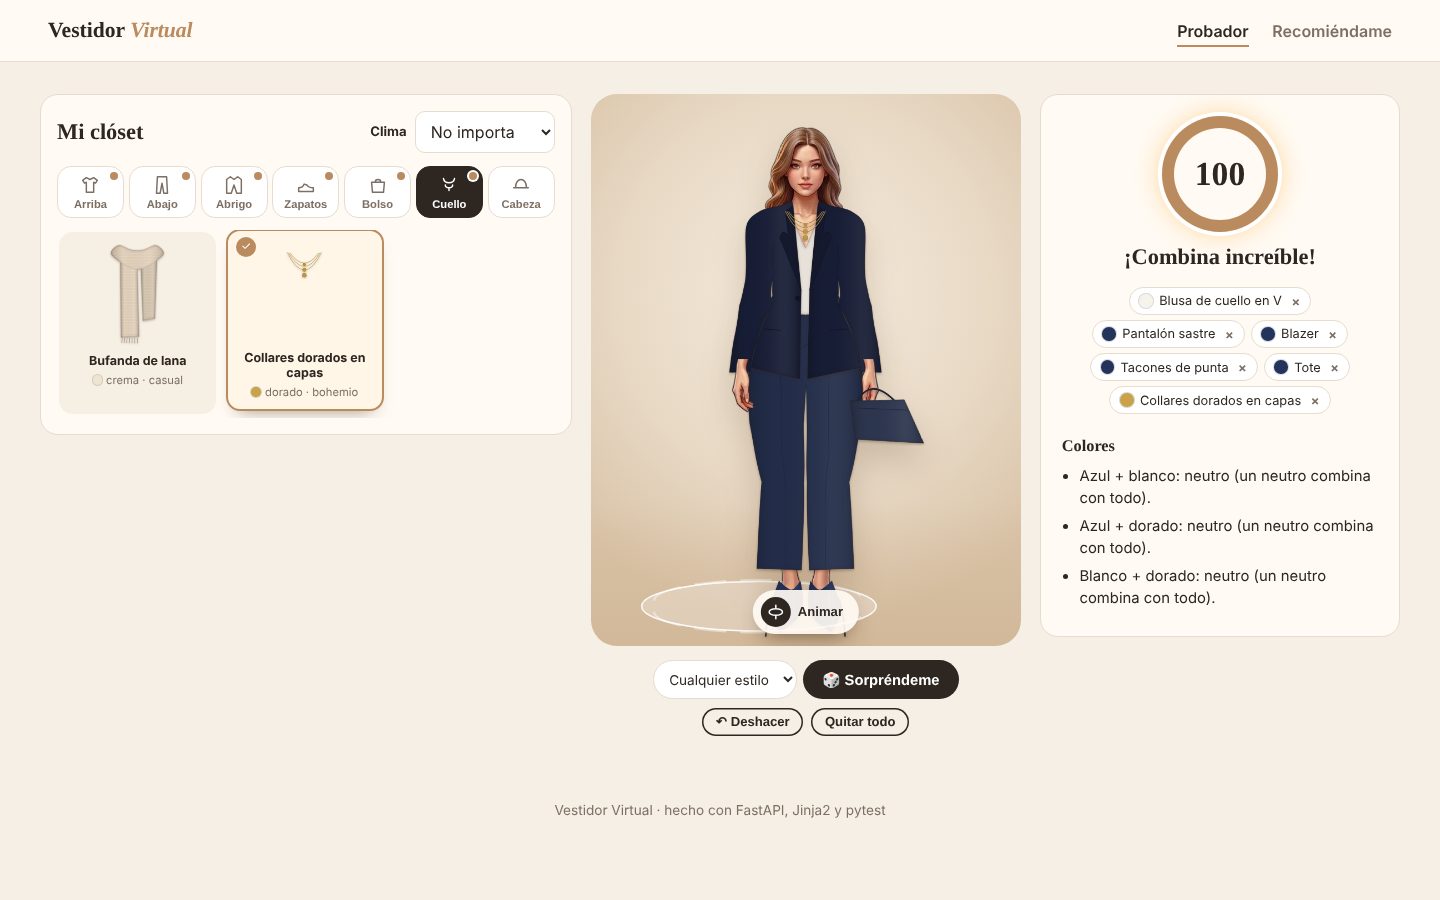 Vestidor Virtual
Probador
Recomiéndame
Mi clóset
Clima
No importa
Arriba
Abajo
Abrigo
Zapatos
Bolso
Cuello
Cabeza
Bufanda de lana
crema · casual
Collares dorados en
capas
dorado · bohemio
Animar
Cualquier estilo
Sorpréndeme
↶ Deshacer
Quitar todo
100
¡Combina increíble!
Blusa de cuello en V ×
Pantalón sastre ×
Blazer ×
Tacones de punta ×
Tote ×
Collares dorados en capas ×
Colores
• Azul + blanco: neutro (un neutro combina
con todo).
• Azul + dorado: neutro (un neutro combina
con todo).
• Blanco + dorado: neutro (un neutro
combina con todo).
Vestidor Virtual · hecho con FastAPI, Jinja2 y pytest